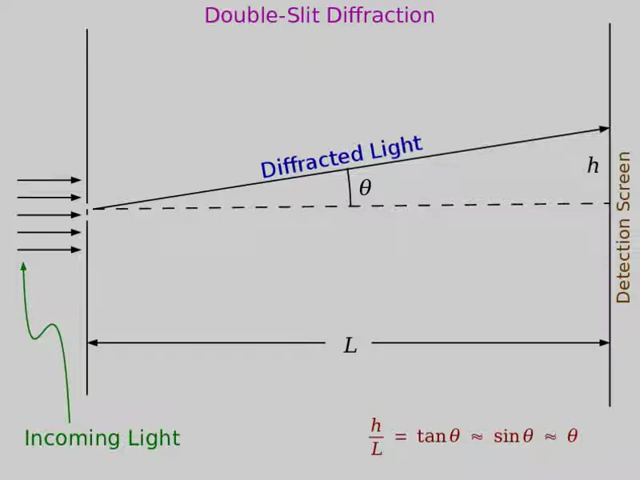 Double-Slit Diffraction
Diffracted Light
θ
h
Detection Screen
L
Incoming Light
h/L = tanθ ≈ sinθ ≈ θ